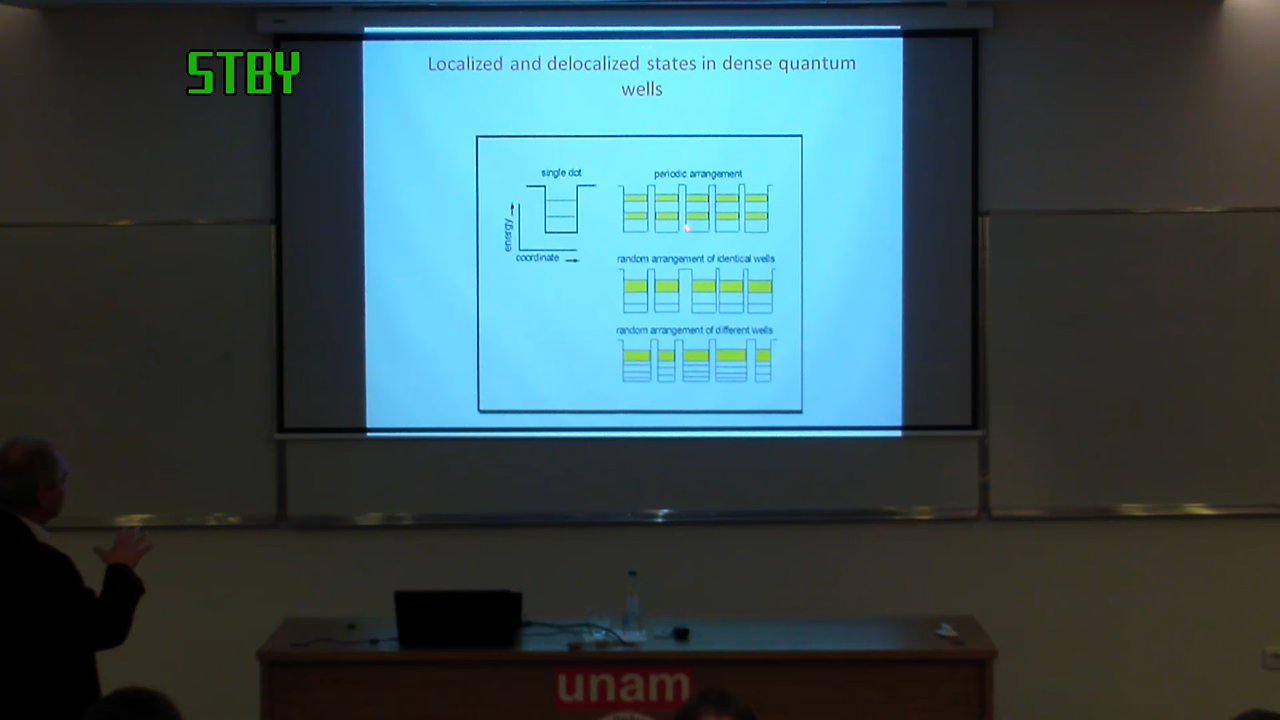 STBY
Localized and delocalized states in dense quantum
wells
single dot
periodic arrangement
energy
coordinate
random arrangement of identical wells
random arrangement of different wells
unam